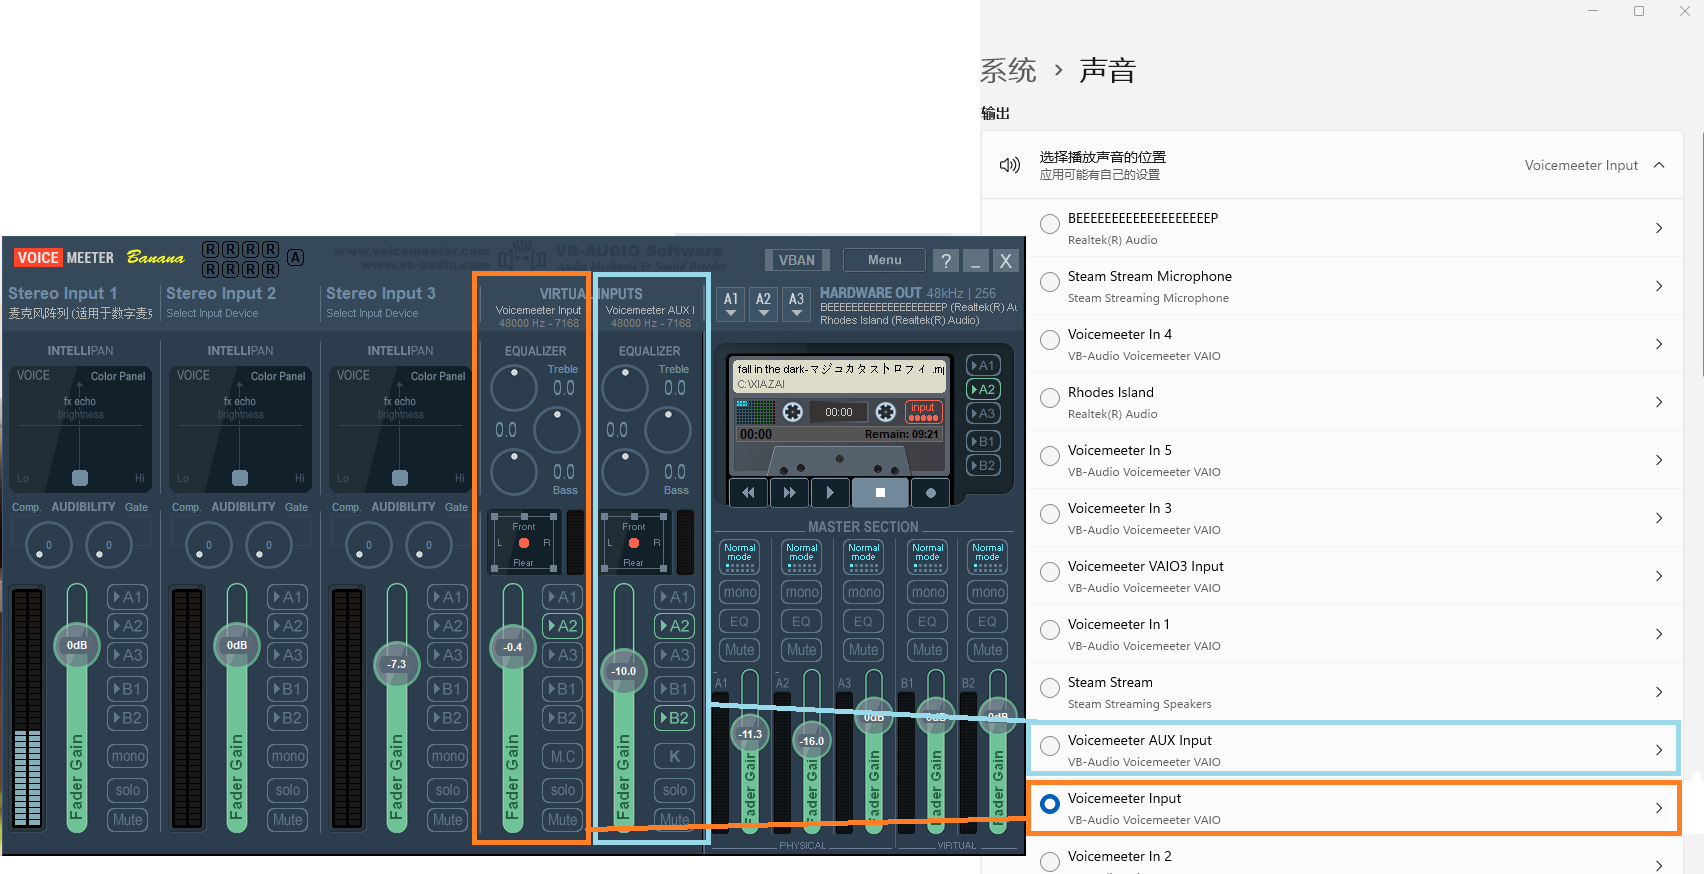 系统 › 声音
输出
选择播放声音的位置
应用可能有自己的设置
Voicemeeter Input
BEEEEEEEEEEEEEEEEEEEP
Realtek(R) Audio
Steam Stream Microphone
Steam Streaming Microphone
Voicemeeter In 4
VB-Audio Voicemeeter VAIO
Rhodes Island
Realtek(R) Audio
Voicemeeter In 5
VB-Audio Voicemeeter VAIO
Voicemeeter In 3
VB-Audio Voicemeeter VAIO
Voicemeeter VAIO3 Input
VB-Audio Voicemeeter VAIO
Voicemeeter In 1
VB-Audio Voicemeeter VAIO
Steam Stream
Steam Streaming Speakers
Voicemeeter AUX Input
VB-Audio Voicemeeter VAIO
Voicemeeter Input
VB-Audio Voicemeeter VAIO
Voicemeeter In 2
VOICE MEETER Banana
R R R R A
R R R R
www.voicemeeter.com
www.vb-audio.com
VB-AUDIO Software
Audio Mechanic & Sound Breeder
VBAN Menu ? _ X
Stereo Input 1 Stereo Input 2 Stereo Input 3
麦克风阵列 (适用于数字麦克 Select Input Device Select Input Device
VIRTUAL INPUTS
Voicemeeter Input Voicemeeter AUX I
48000 Hz - 7168 48000 Hz - 7168
A1 A2 A3
HARDWARE OUT 48kHz | 256
BEEEEEEEEEEEEEEEEEEEP (Realtek(R) Au
Rhodes Island (Realtek(R) Audio)
INTELLIPAN INTELLIPAN INTELLIPAN
VOICE Color Panel VOICE Color Panel VOICE Color Panel
fx echo fx echo fx echo
brightness brightness brightness
Lo Hi Lo Hi Lo Hi
Comp. AUDIBILITY Gate Comp. AUDIBILITY Gate Comp. AUDIBILITY Gate
0 0 0 0 0 0
EQUALIZER EQUALIZER
Treble Treble
0.0 0.0
0.0 0.0
0.0 0.0
Bass Bass
Front Front
L R L R
Rear Rear
fall in the dark-マジュカタストロフィ .mp
C:\XIAZAI
00:00 input
00:00 Remain: 09:21
A1
A2
A3
B1
B2
MASTER SECTION
Normal mode Normal mode Normal mode Normal mode Normal mode
mono mono mono mono mono
EQ EQ EQ EQ EQ
Mute Mute Mute Mute Mute
A1 A2 A3 B1 B2
-11.3 -16.0 0dB 0dB 0dB
Fader Gain Fader Gain Fader Gain Fader Gain Fader Gain
PHYSICAL VIRTUAL
A1 A1 A1 A1 A1
A2 A2 A2 A2 A2
0dB 0dB -7.3 -0.4 -10.0
A3 A3 A3 A3 A3
B1 B1 B1 B1 B1
B2 B2 B2 B2 B2
mono mono mono M.C K
solo solo solo solo solo
Mute Mute Mute Mute Mute
Fader Gain Fader Gain Fader Gain Fader Gain Fader Gain